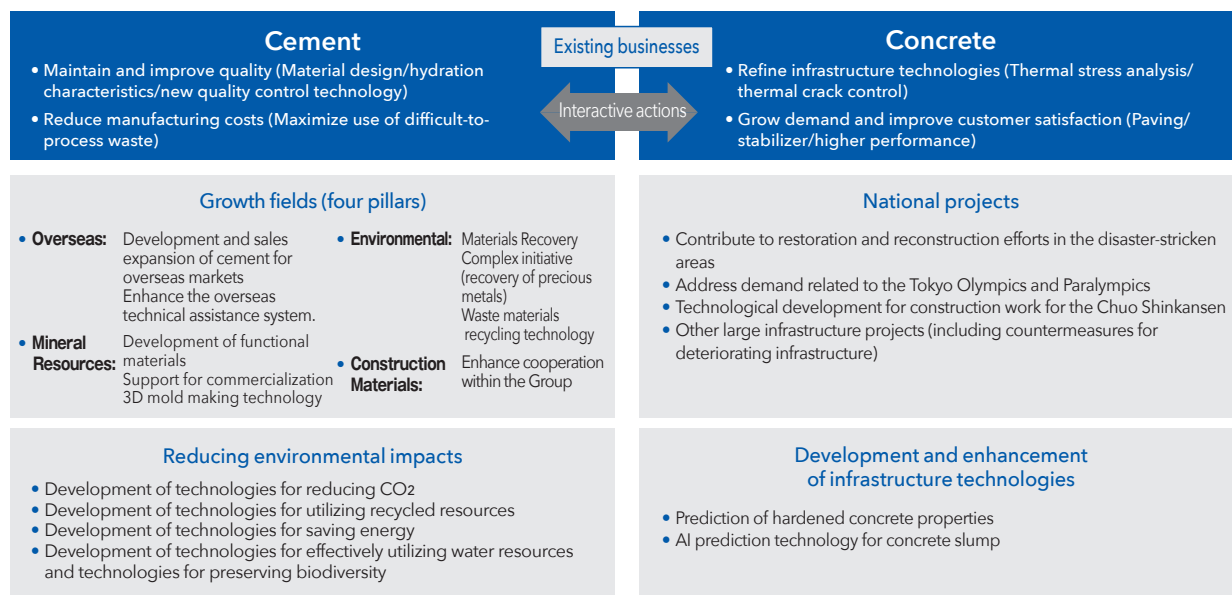 Cement
• Maintain and improve quality (Material design/hydration
characteristics/new quality control technology)
• Reduce manufacturing costs (Maximize use of difficult-to-
process waste)
Existing businesses
Interactive actions
Concrete
• Refine infrastructure technologies (Thermal stress analysis/
thermal crack control)
• Grow demand and improve customer satisfaction (Paving/
stabilizer/higher performance)
Growth fields (four pillars)
• Overseas: Development and sales
expansion of cement for
overseas markets
Enhance the overseas
technical assistance system.
• Mineral
Resources:
Development of functional
materials
Support for commercialization
3D mold making technology
• Environmental: Materials Recovery
Complex initiative
(recovery of precious
metals)
Waste materials
recycling technology
• Construction
Materials:
Enhance cooperation
within the Group
National projects
• Contribute to restoration and reconstruction efforts in the disaster-stricken
areas
• Address demand related to the Tokyo Olympics and Paralympics
• Technological development for construction work for the Chuo Shinkansen
• Other large infrastructure projects (including countermeasures for
deteriorating infrastructure)
Reducing environmental impacts
• Development of technologies for reducing CO2
• Development of technologies for utilizing recycled resources
• Development of technologies for saving energy
• Development of technologies for effectively utilizing water resources
and technologies for preserving biodiversity
Development and enhancement
of infrastructure technologies
• Prediction of hardened concrete properties
• AI prediction technology for concrete slump